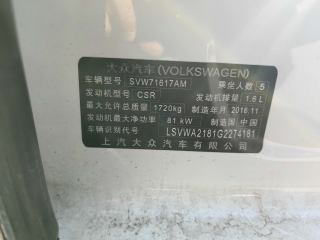 大众汽车(VOLKSWAGEN)
车辆型号 SVW71617AM 乘坐人数 5
发动机型号 CSR 发动机排量 1.6 L
最大允许总质量 1720kg 制造年月 2016.11
发动机最大净功率 81 kW 制造国 中国
车辆识别代号 LSVWA2181G2274181
上汽大众汽车有限公司